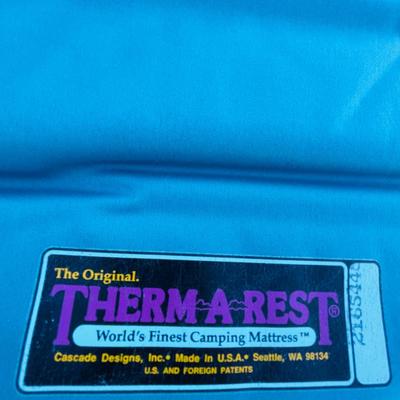 The Original.
THERM-A-REST®
World's Finest Camping Mattress™
Cascade Designs, Inc.• Made in U.S.A.• Seattle, WA 98134
U.S. AND FOREIGN PATENTS